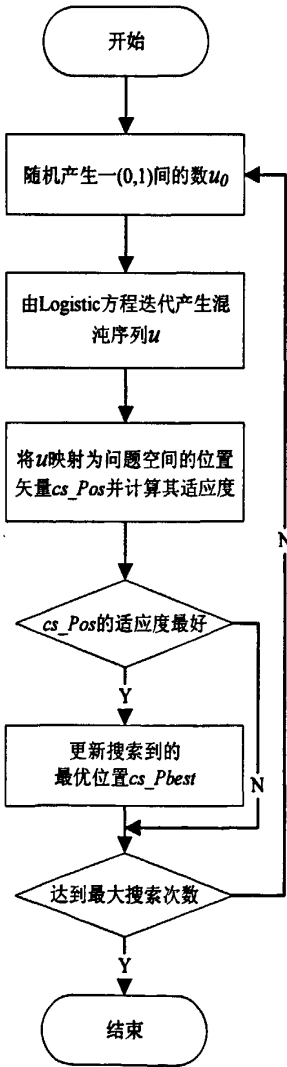 开始
随机产生一(0,1)间的数u0
由Logistic方程迭代产生混
沌序列u
将u映射为问题空间的位置
矢量cs_Pos并计算其适应度
N
cs_Pos的适应度最好
Y
更新搜索到的
最优位置cs_Pbest
N
达到最大搜索次数
Y
结束